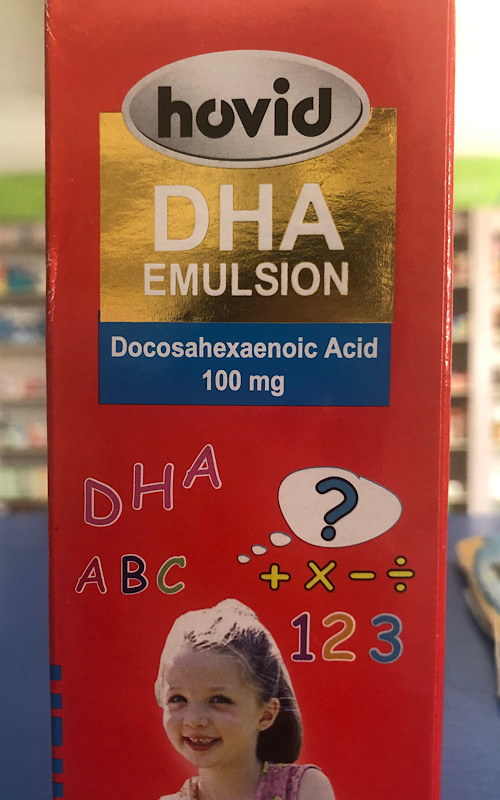 hovid
DHA
EMULSION
Docosahexaenoic Acid
100 mg
DHA
?
ABC
+ × − ÷
123